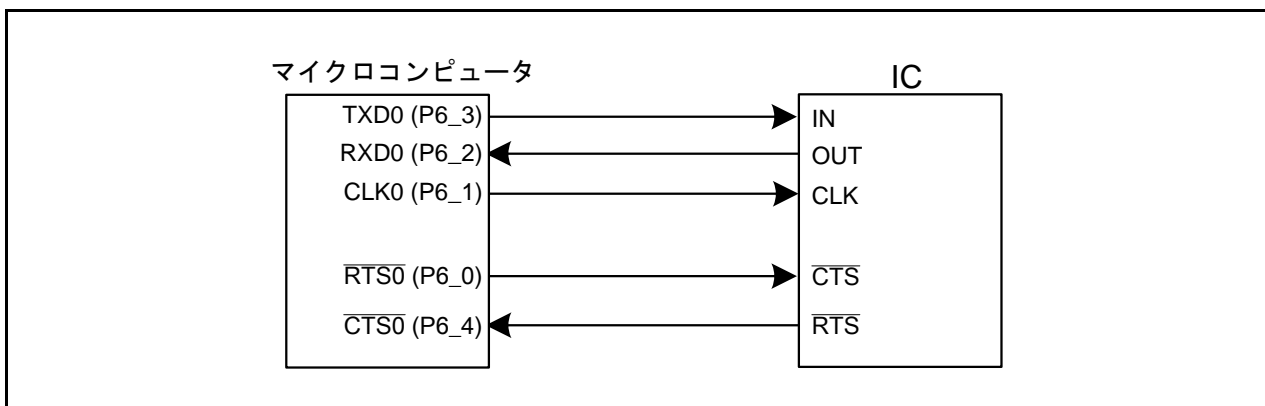 マイクロコンピュータ
IC
TXD0 (P6_3)
IN
RXD0 (P6_2)
OUT
CLK0 (P6_1)
CLK
RTS0 (P6_0)
CTS
CTS0 (P6_4)
RTS